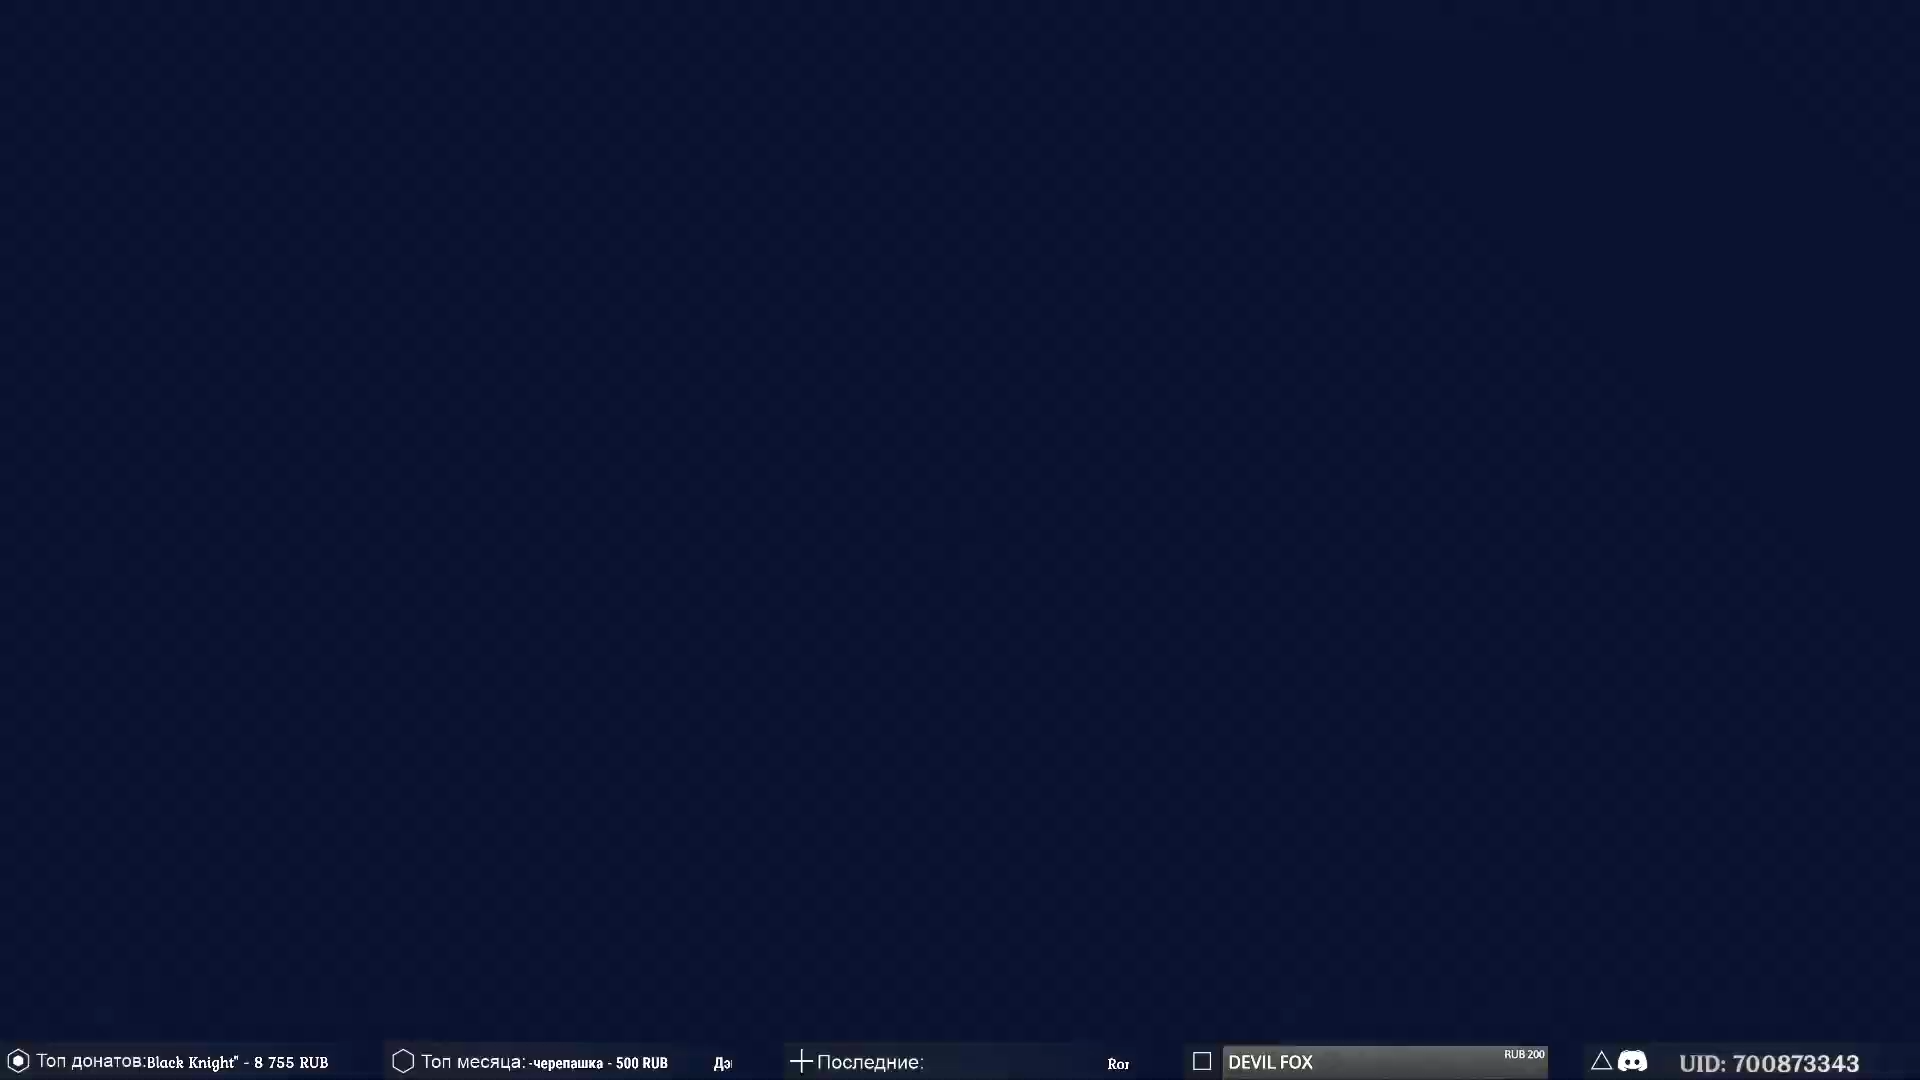 Топ донатов: Black Knight" - 8 755 RUB
Топ месяца: -черепашка - 500 RUB
Последние:
DEVIL FOX RUB 200
UID: 700873343